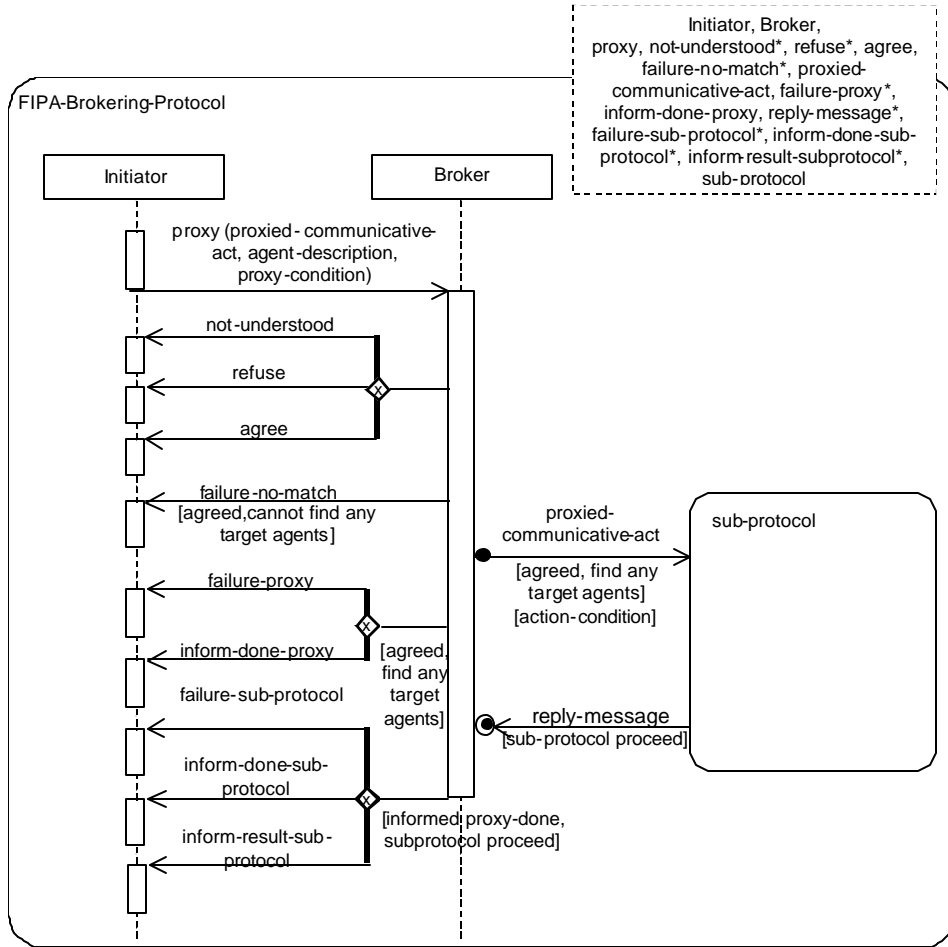 Initiator, Broker,
proxy, not-understood*, refuse*, agree,
failure-no-match*, proxied-
communicative-act, failure-proxy*,
inform-done-proxy, reply-message*,
failure-sub-protocol*, inform-done-sub-
protocol*, inform-result-subprotocol*,
sub-protocol
FIPA-Brokering-Protocol
Initiator
Broker
proxy (proxied- communicative-
act, agent-description,
proxy-condition)
not-understood
x
refuse
agree
failure-no-match
[agreed,cannot find any
target agents]
proxied-
communicative-act
[agreed, find any
target agents]
[action-condition]
sub-protocol
failure-proxy
x
inform-done-proxy
[agreed,
find any
target
agents]
failure-sub-protocol
reply-message
[sub-protocol proceed]
inform-done-sub-
protocol
x
[informed proxy-done,
subprotocol proceed]
inform-result-sub-
protocol